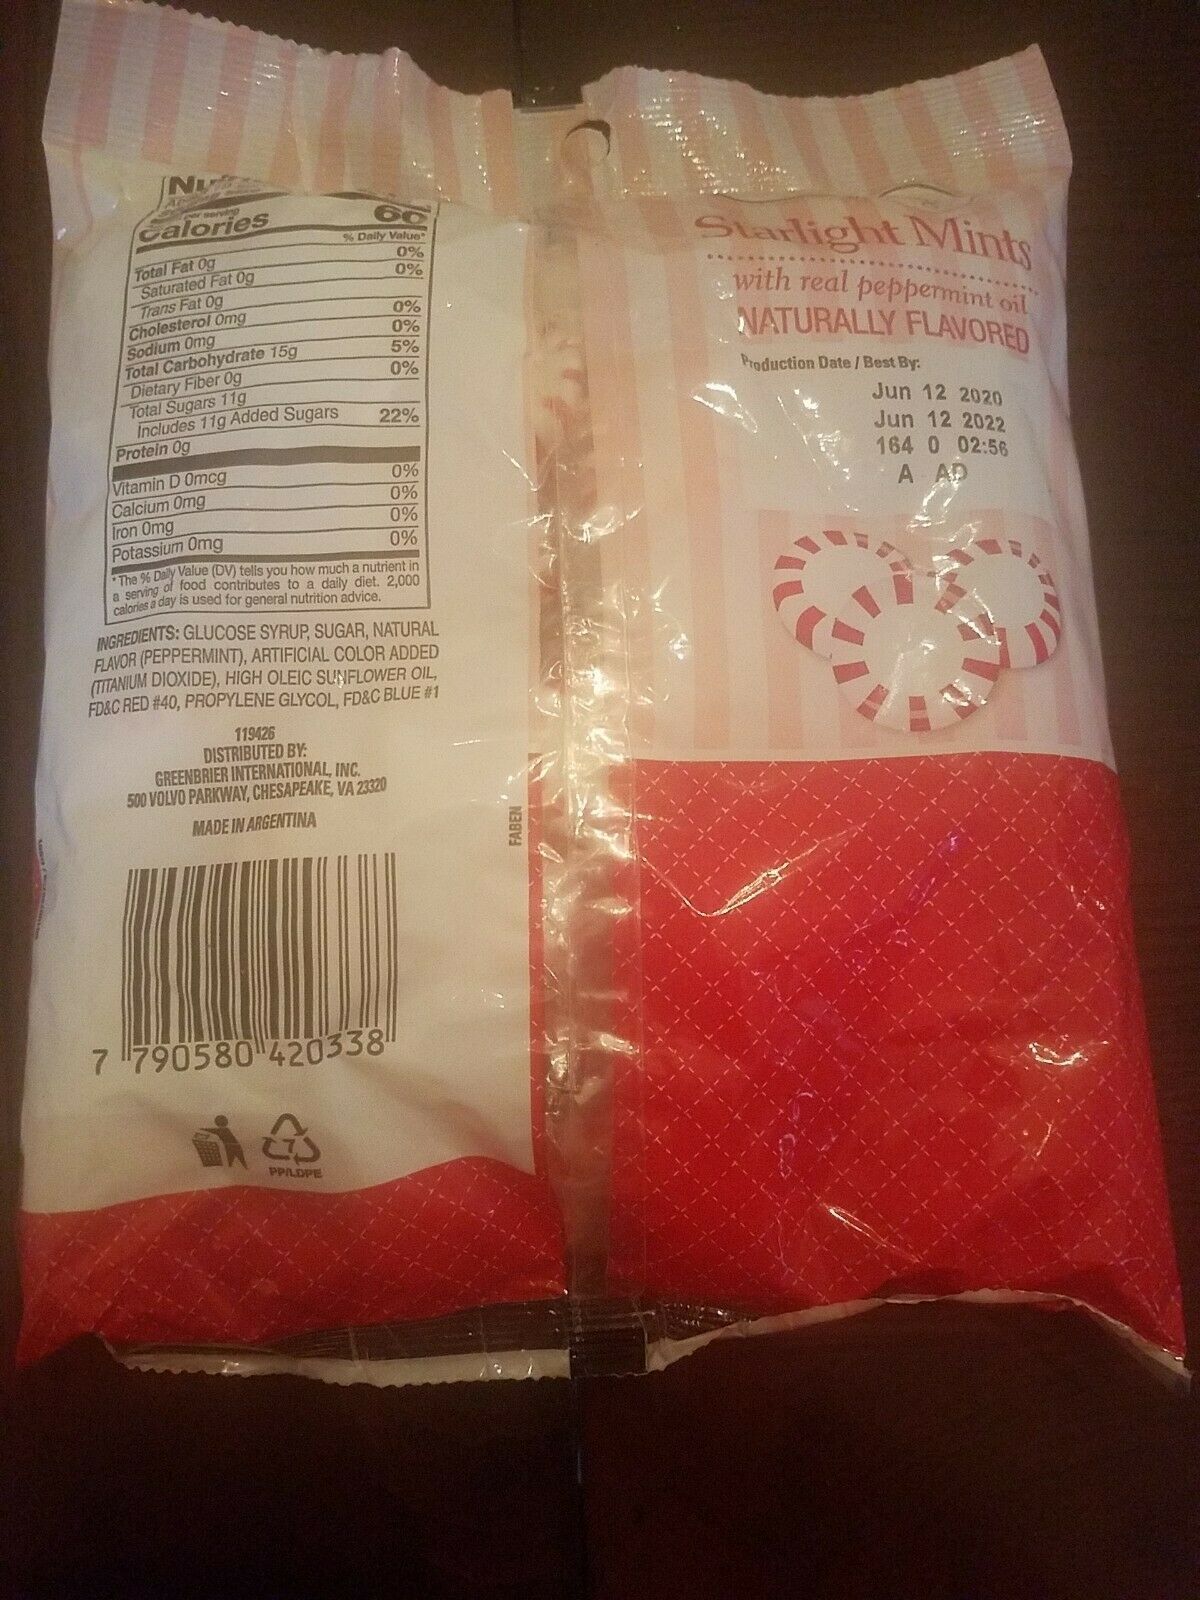 Calories 60
% Daily Value*
Total Fat 0g 0%
Saturated Fat 0g 0%
Trans Fat 0g
Cholesterol 0mg 0%
Sodium 0mg 0%
Total Carbohydrate 15g 5%
Dietary Fiber 0g 0%
Total Sugars 11g
Includes 11g Added Sugars 22%
Protein 0g
Vitamin D 0mcg 0%
Calcium 0mg 0%
Iron 0mg 0%
Potassium 0mg 0%
*The % Daily Value (DV) tells you how much a nutrient in
a serving of food contributes to a daily diet. 2,000
calories a day is used for general nutrition advice.
INGREDIENTS: GLUCOSE SYRUP, SUGAR, NATURAL
FLAVOR (PEPPERMINT), ARTIFICIAL COLOR ADDED
(TITANIUM DIOXIDE), HIGH OLEIC SUNFLOWER OIL,
FD&C RED #40, PROPYLENE GLYCOL, FD&C BLUE #1
119426
DISTRIBUTED BY:
GREENBRIER INTERNATIONAL, INC.
500 VOLVO PARKWAY, CHESAPEAKE, VA 23320
MADE IN ARGENTINA
FABEN
7 790580 420338
7
PP/LDPE
Starlight Mints
with real peppermint oil
NATURALLY FLAVORED
Production Date / Best By:
Jun 12 2020
Jun 12 2022
164 0 02:56
A AD